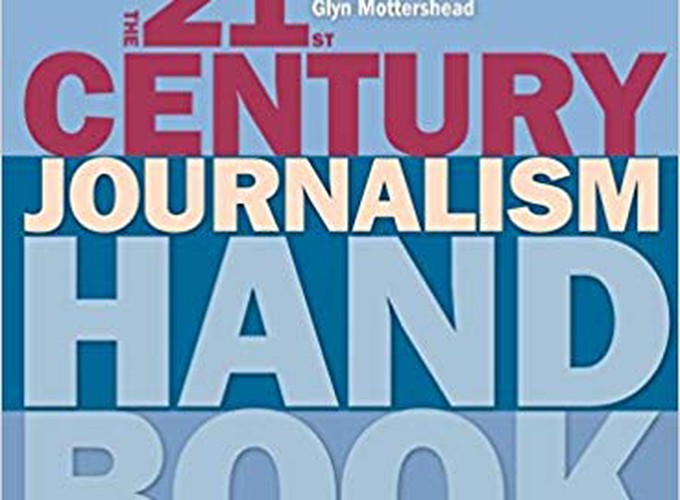 Glyn Mottershead
THE 21ST
CENTURY
JOURNALISM
HAND
BOOK